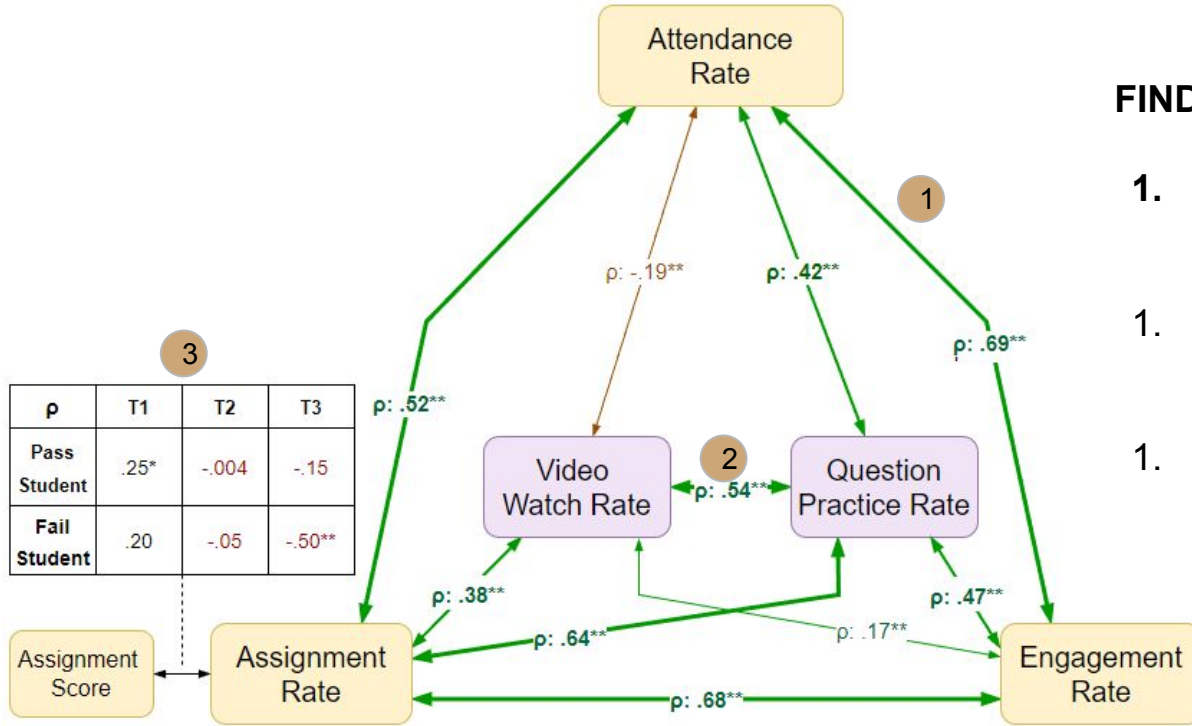 Attendance
Rate
FIND
1.
1
ρ: -.19**
ρ: .42**
1.
ρ: .69**
3
ρ T1 T2 T3
ρ: .52**
Pass
Student
.25* -.004 -.15
Fail
Student
.20 -.05 -.50**
Video
Watch Rate
2
ρ: .54**
Question
Practice Rate
1.
ρ: .38**
ρ: .47**
ρ: .64**
ρ: .17**
Assignment
Score
Assignment
Rate
Engagement
Rate
ρ: .68**